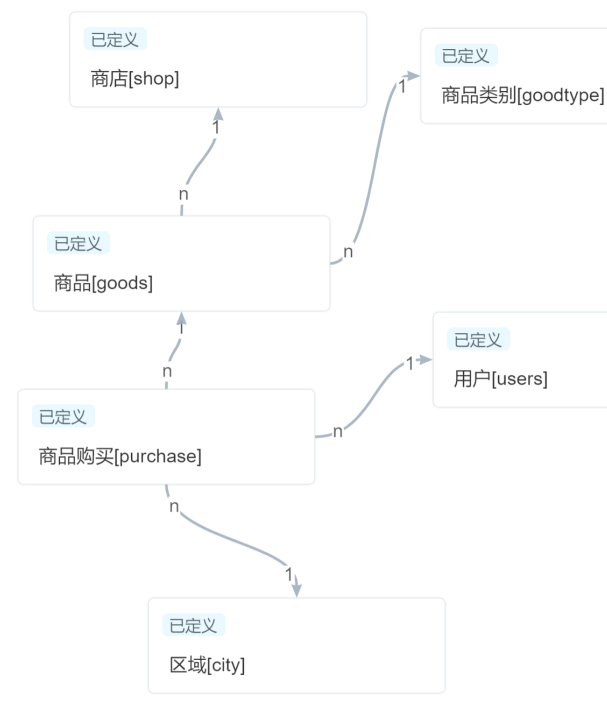 已定义
商店[shop]
已定义
商品类别[goodtype]
1
1
n
已定义
商品[goods]
n
1
n
已定义
用户[users]
1
已定义
商品购买[purchase]
n
n
1
已定义
区域[city]